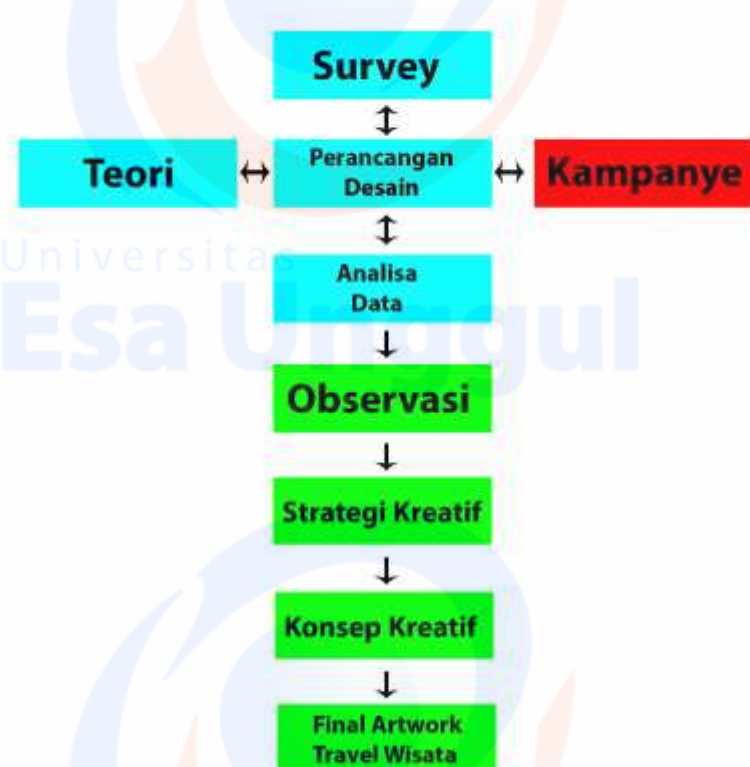 Survey
Teori
Perancangan
Desain
Kampanye
Universitas
Esa Unggul
Analisa
Data
Observasi
Strategi Kreatif
Konsep Kreatif
Final Artwork
Travel Wisata